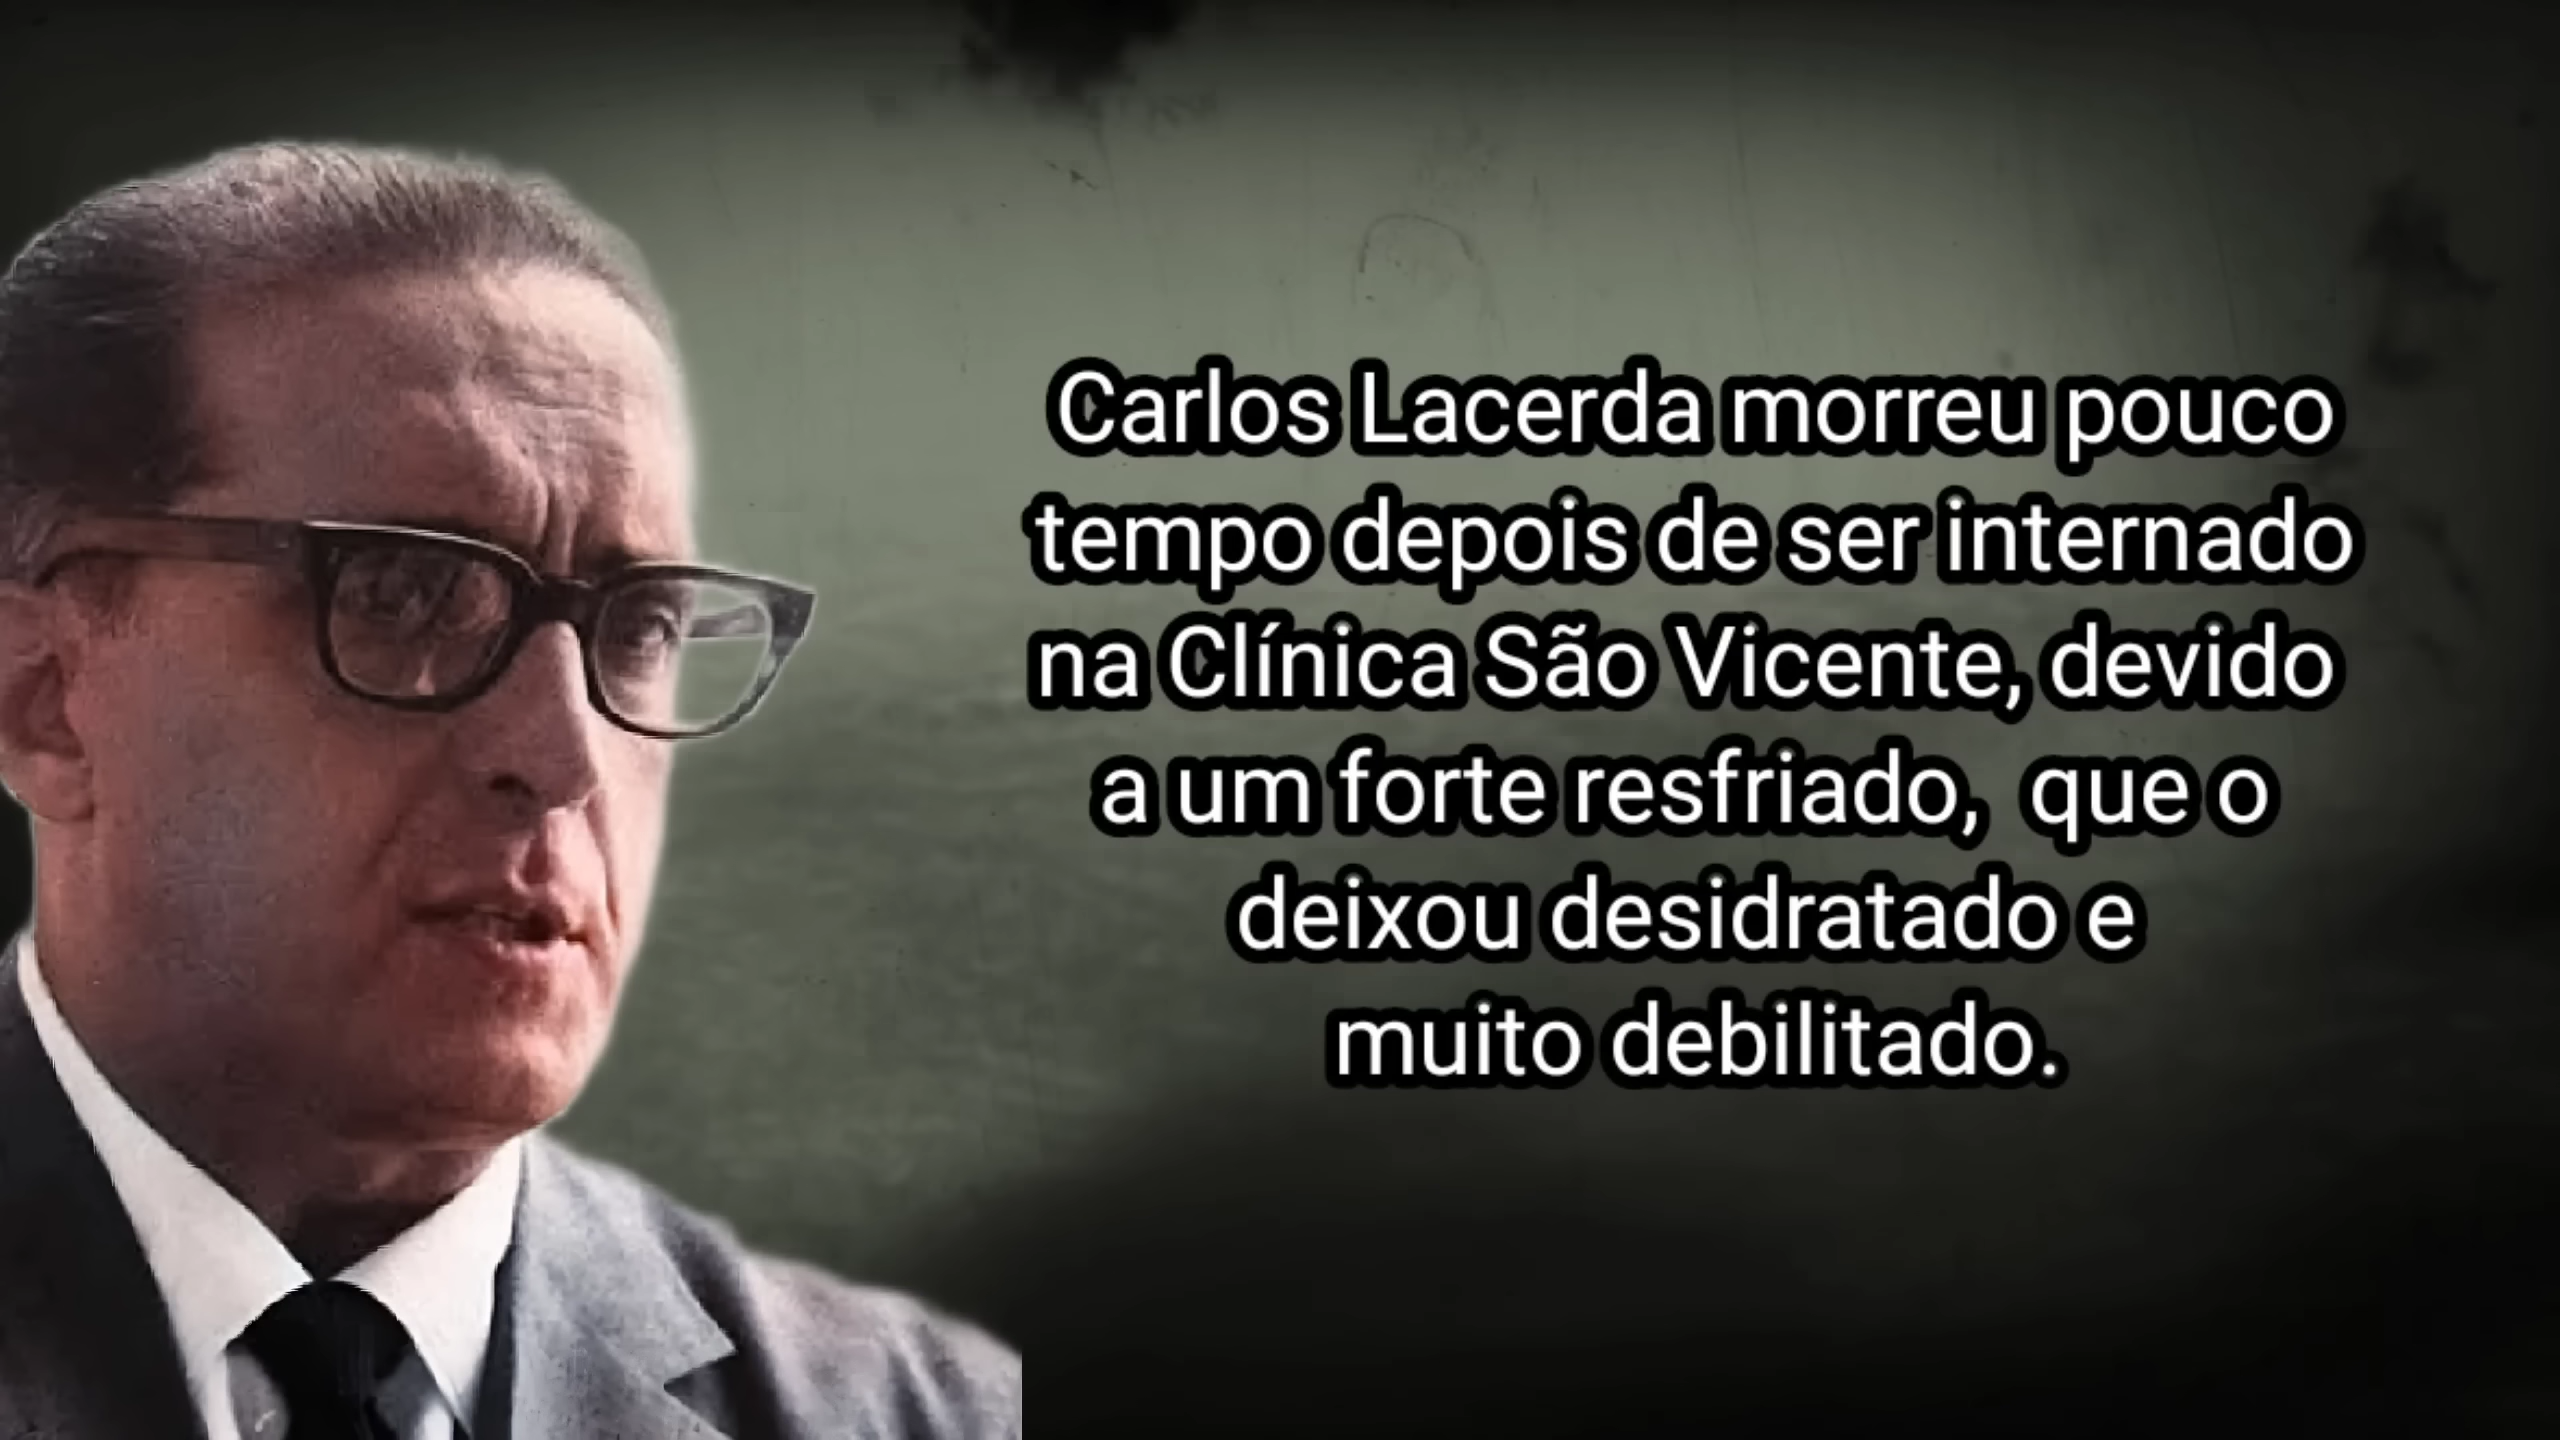 Carlos Lacerda morreu pouco
tempo depois de ser internado
na Clínica São Vicente, devido
a um forte resfriado,  que o
deixou desidratado e
muito debilitado.